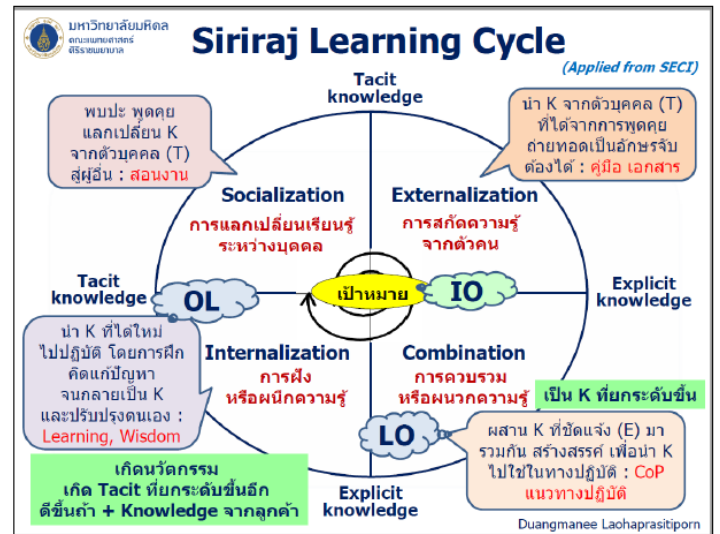 มหาวิทยาลัยมหิดล
คณะแพทยศาสตร์
ศิริราชพยาบาล
Siriraj Learning Cycle
(Applied from SECI)
Tacit
knowledge
พบปะ พูดคุย
แลกเปลี่ยน K
จากตัวบุคคล (T)
สู่ผู้อื่น : สอนงาน
นำ K จากตัวบุคคล (T)
ที่ได้จากการพูดคุย
ถ่ายทอดเป็นอักษรจับ
ต้องได้ : คู่มือ เอกสาร
Socialization
การแลกเปลี่ยนเรียนรู้
ระหว่างบุคคล
Externalization
การสกัดความรู้
จากตัวคน
Tacit
knowledge
OL
เป้าหมาย
IO
Explicit
knowledge
นำ K ที่ได้ใหม่
ไปปฏิบัติ โดยการฝึก
คิดแก้ปัญหา
จนกลายเป็น K
และปรับปรุงตนเอง :
Learning, Wisdom
Internalization
การฝัง
หรือผนึกความรู้
Combination
การควบรวม
หรือผนวกความรู้
เป็น K ที่ยกระดับขึ้น
LO
ผสาน K ที่ชัดแจ้ง (E) มา
รวมกัน สร้างสรรค์ เพื่อนำ K
ไปใช้ในทางปฏิบัติ : CoP
แนวทางปฏิบัติ
เกิดนวัตกรรม
เกิด Tacit ที่ยกระดับขึ้นอีก
ดีขึ้นถ้า + Knowledge จากลูกค้า
Explicit
knowledge
Duangmanee Laohaprasitiporn